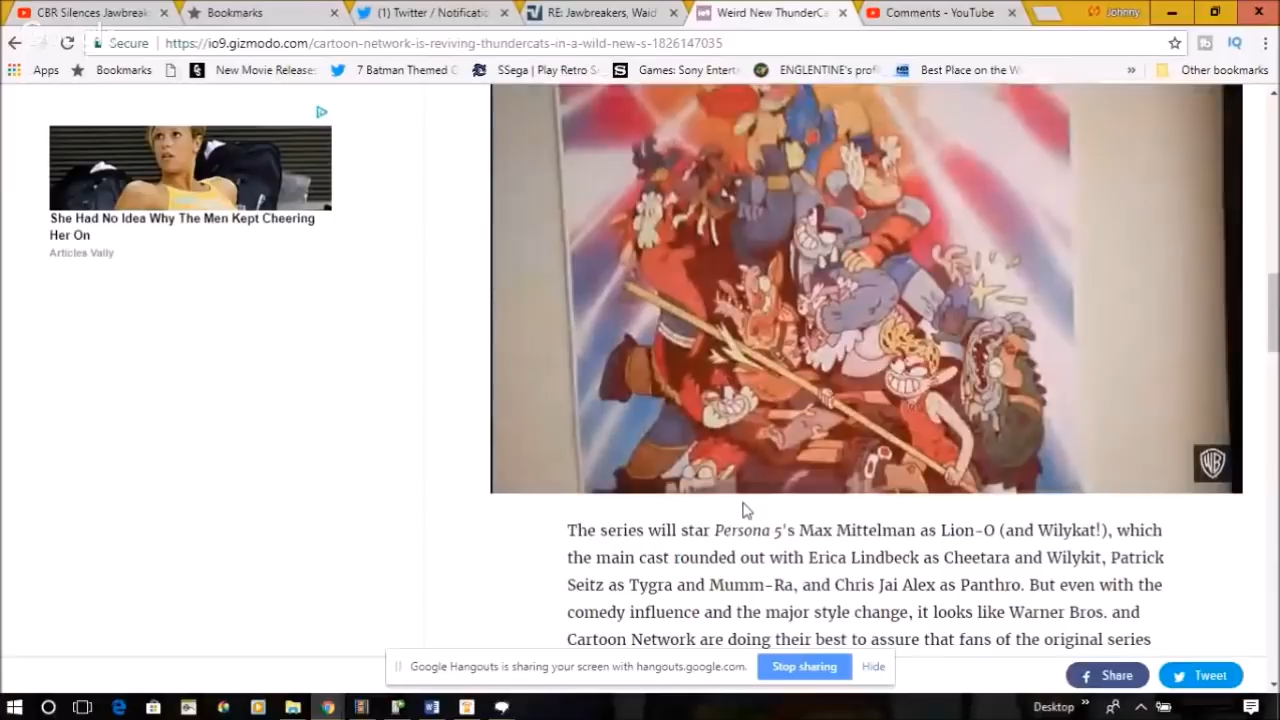 CBR Silences Jawbreak
Bookmarks
(1) Twitter / Notificatic
RE: Jawbreakers, Waid
Weird New ThunderCa
Comments - YouTube
Johnny
Secure
https://io9.gizmodo.com/cartoon-network-is-reviving-thundercats-in-a-wild-new-s-1826147035
IQ
Apps
Bookmarks
New Movie Releases
7 Batman Themed C
SSega | Play Retro S
Games: Sony Entert
ENGLENTINE's profi
Best Place on the W
»
Other bookmarks
She Had No Idea Why The Men Kept Cheering
Her On
Articles Vally
WB
The series will star Persona 5's Max Mittelman as Lion-O (and Wilykat!), which
the main cast rounded out with Erica Lindbeck as Cheetara and Wilykit, Patrick
Seitz as Tygra and Mumm-Ra, and Chris Jai Alex as Panthro. But even with the
comedy influence and the major style change, it looks like Warner Bros. and
Cartoon Network are doing their best to assure that fans of the original series
Google Hangouts is sharing your screen with hangouts.google.com.
Stop sharing
Hide
Share
Tweet
Desktop
»